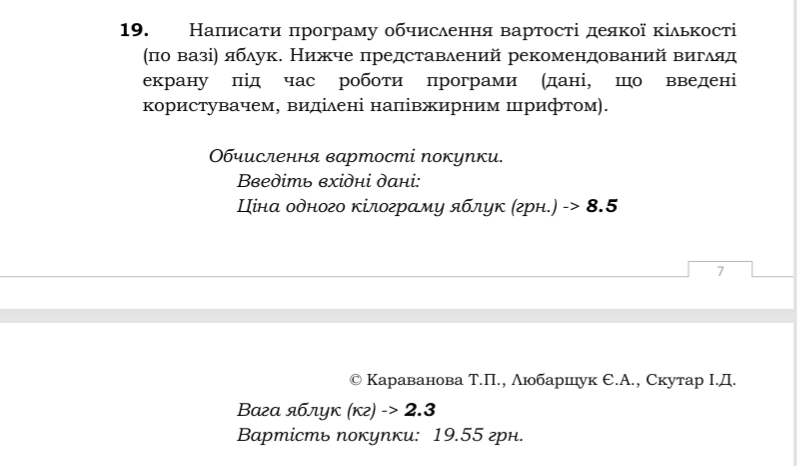 19. Написати програму обчислення вартості деякої кількості
(по вазі) яблук. Нижче представлений рекомендований вигляд
екрану під час роботи програми (дані, що введені
користувачем, виділені напівжирним шрифтом).
Обчислення вартості покупки.
Введіть вхідні дані:
Ціна одного кілограму яблук (грн.) -> 8.5
7
© Караванова Т.П., Любарщук Є.А., Скутар І.Д.
Вага яблук (кг) -> 2.3
Вартість покупки: 19.55 грн.